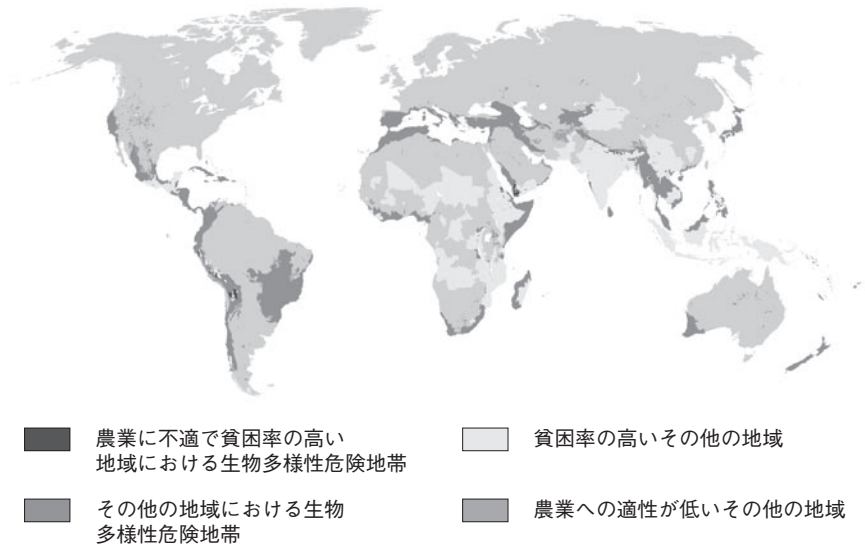 農業に不適で貧困率の高い
地域における生物多様性危険地帯
貧困率の高いその他の地域
その他の地域における生物
多様性危険地帯
農業への適性が低いその他の地域